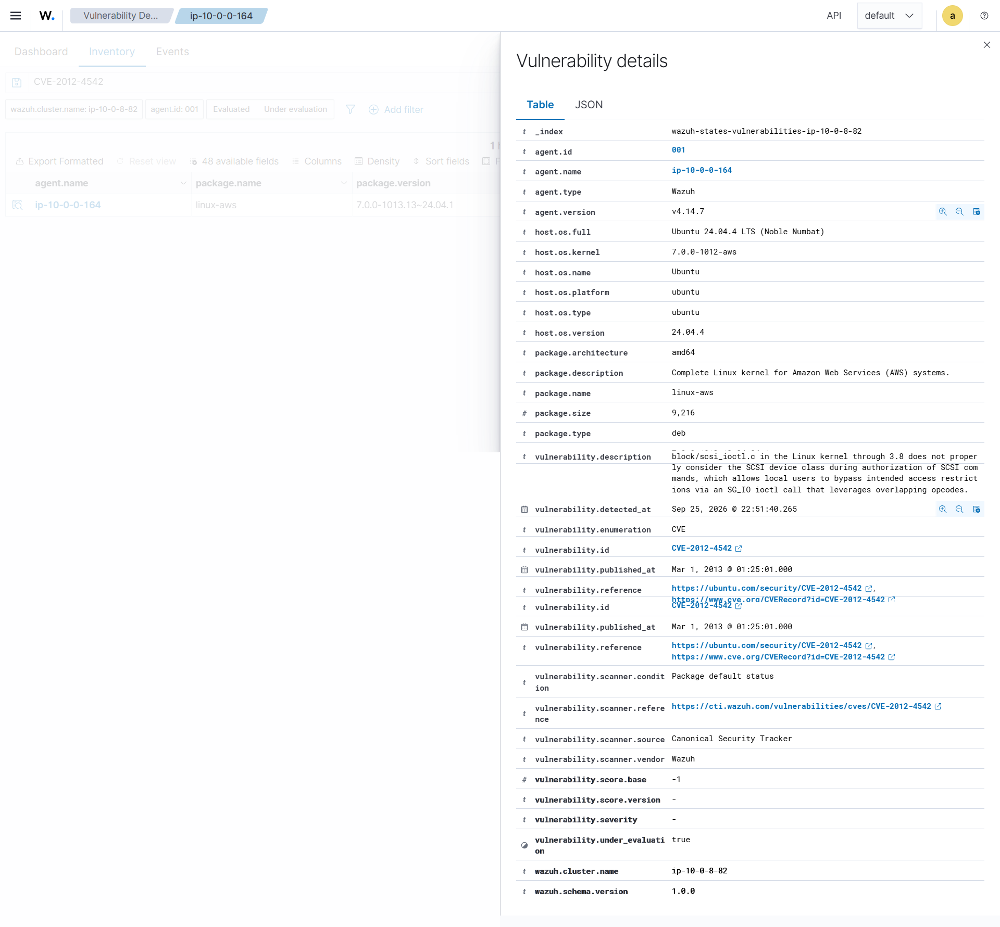 W.
Vulnerability De...
ip-10-0-0-164
API
default
a
Dashboard
Inventory
Events
CVE-2012-4542
wazuh.cluster.name: ip-10-0-8-82
agent.id: 001
Evaluated
Under evaluation
Add filter
1
Export Formatted
Reset view
48 available fields
Columns
Density
Sort fields
F
agent.name
package.name
package.version
ip-10-0-0-164
linux-aws
7.0.0-1013.13~24.04.1
Vulnerability details
Table
JSON
t _index wazuh-states-vulnerabilities-ip-10-0-8-82
t agent.id 001
t agent.name ip-10-0-0-164
t agent.type Wazuh
t agent.version v4.14.7
t host.os.full Ubuntu 24.04.4 LTS (Noble Numbat)
t host.os.kernel 7.0.0-1012-aws
t host.os.name Ubuntu
t host.os.platform ubuntu
t host.os.type ubuntu
t host.os.version 24.04.4
t package.architecture amd64
t package.description Complete Linux kernel for Amazon Web Services (AWS) systems.
t package.name linux-aws
# package.size 9,216
t package.type deb
t vulnerability.description block/scsi_ioctl.c in the Linux kernel through 3.8 does not proper
ly consider the SCSI device class during authorization of SCSI com
mands, which allows local users to bypass intended access restrict
ions via an SG_IO ioctl call that leverages overlapping opcodes.
vulnerability.detected_at Sep 25, 2026 @ 22:51:40.265
t vulnerability.enumeration CVE
t vulnerability.id CVE-2012-4542
vulnerability.published_at Mar 1, 2013 @ 01:25:01.000
t vulnerability.reference https://ubuntu.com/security/CVE-2012-4542 ,
https://www.cve.org/CVERecord?id=CVE-2012-4542
t vulnerability.id CVE-2012-4542
vulnerability.published_at Mar 1, 2013 @ 01:25:01.000
t vulnerability.reference https://ubuntu.com/security/CVE-2012-4542 ,
https://www.cve.org/CVERecord?id=CVE-2012-4542
t vulnerability.scanner.condit Package default status
ion
t vulnerability.scanner.refere https://cti.wazuh.com/vulnerabilities/cves/CVE-2012-4542
nce
t vulnerability.scanner.source Canonical Security Tracker
t vulnerability.scanner.vendor Wazuh
# vulnerability.score.base -1
t vulnerability.score.version -
t vulnerability.severity -
vulnerability.under_evaluati true
on
t wazuh.cluster.name ip-10-0-8-82
t wazuh.schema.version 1.0.0